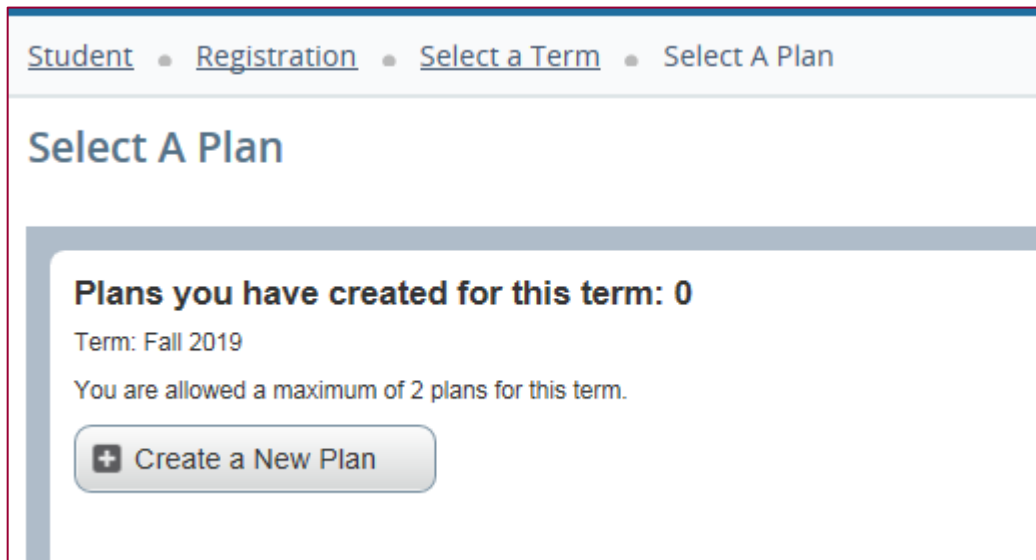 Student • Registration • Select a Term • Select A Plan
Select A Plan
Plans you have created for this term: 0
Term: Fall 2019
You are allowed a maximum of 2 plans for this term.
Create a New Plan